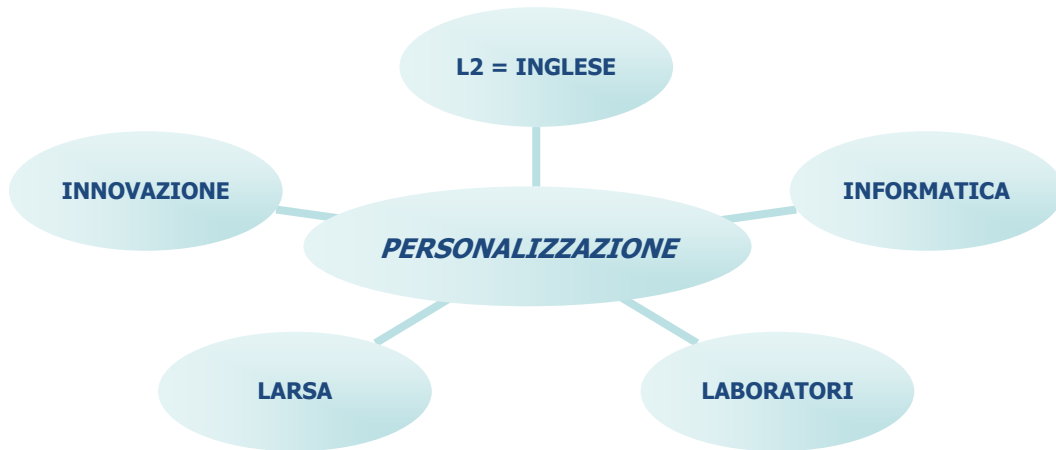 L2 = INGLESE
INNOVAZIONE
INFORMATICA
PERSONALIZZAZIONE
LARSA
LABORATORI